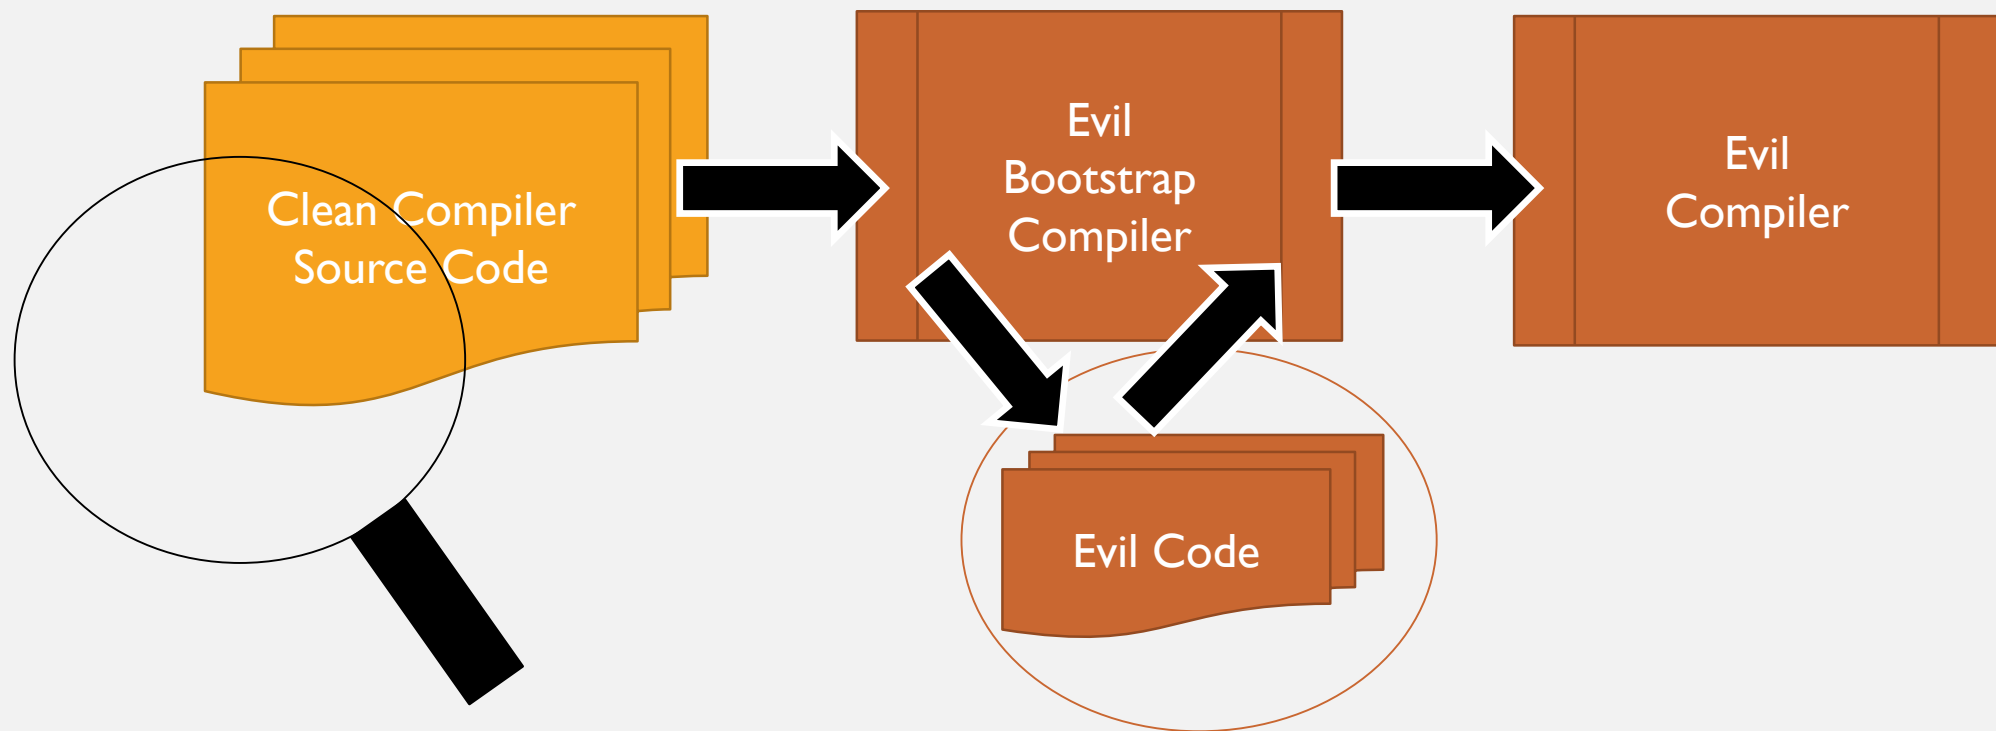 Clean Compiler
Source Code
Evil
Bootstrap
Compiler
Evil
Compiler
Evil Code